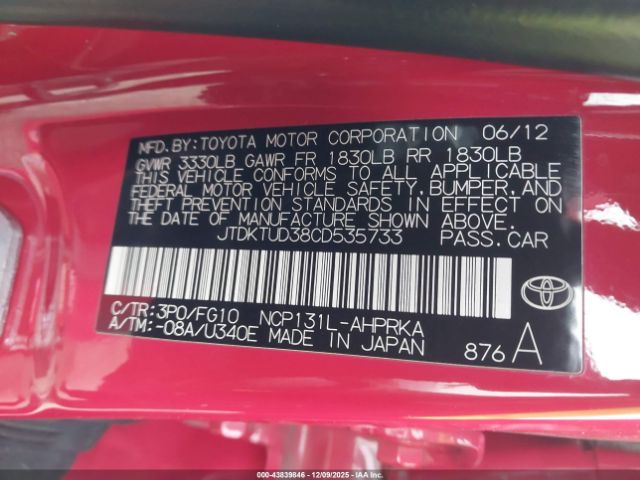 MFD. BY: TOYOTA MOTOR CORPORATION 06/12
GVWR 3330LB GAWR FR 1830LB RR 1830LB
THIS VEHICLE CONFORMS TO ALL APPLICABLE
FEDERAL MOTOR VEHICLE SAFETY, BUMPER, AND
THEFT PREVENTION STANDARDS IN EFFECT ON
THE DATE OF MANUFACTURE SHOWN ABOVE.
JTDKTUD38CD535733 PASS. CAR
C/TR: 3P0/FG10 NCP131L-AHPRKA
A/TM: -08A/U340E MADE IN JAPAN 876A
000-43839846 - 12/09/2025 - IAAI.COM